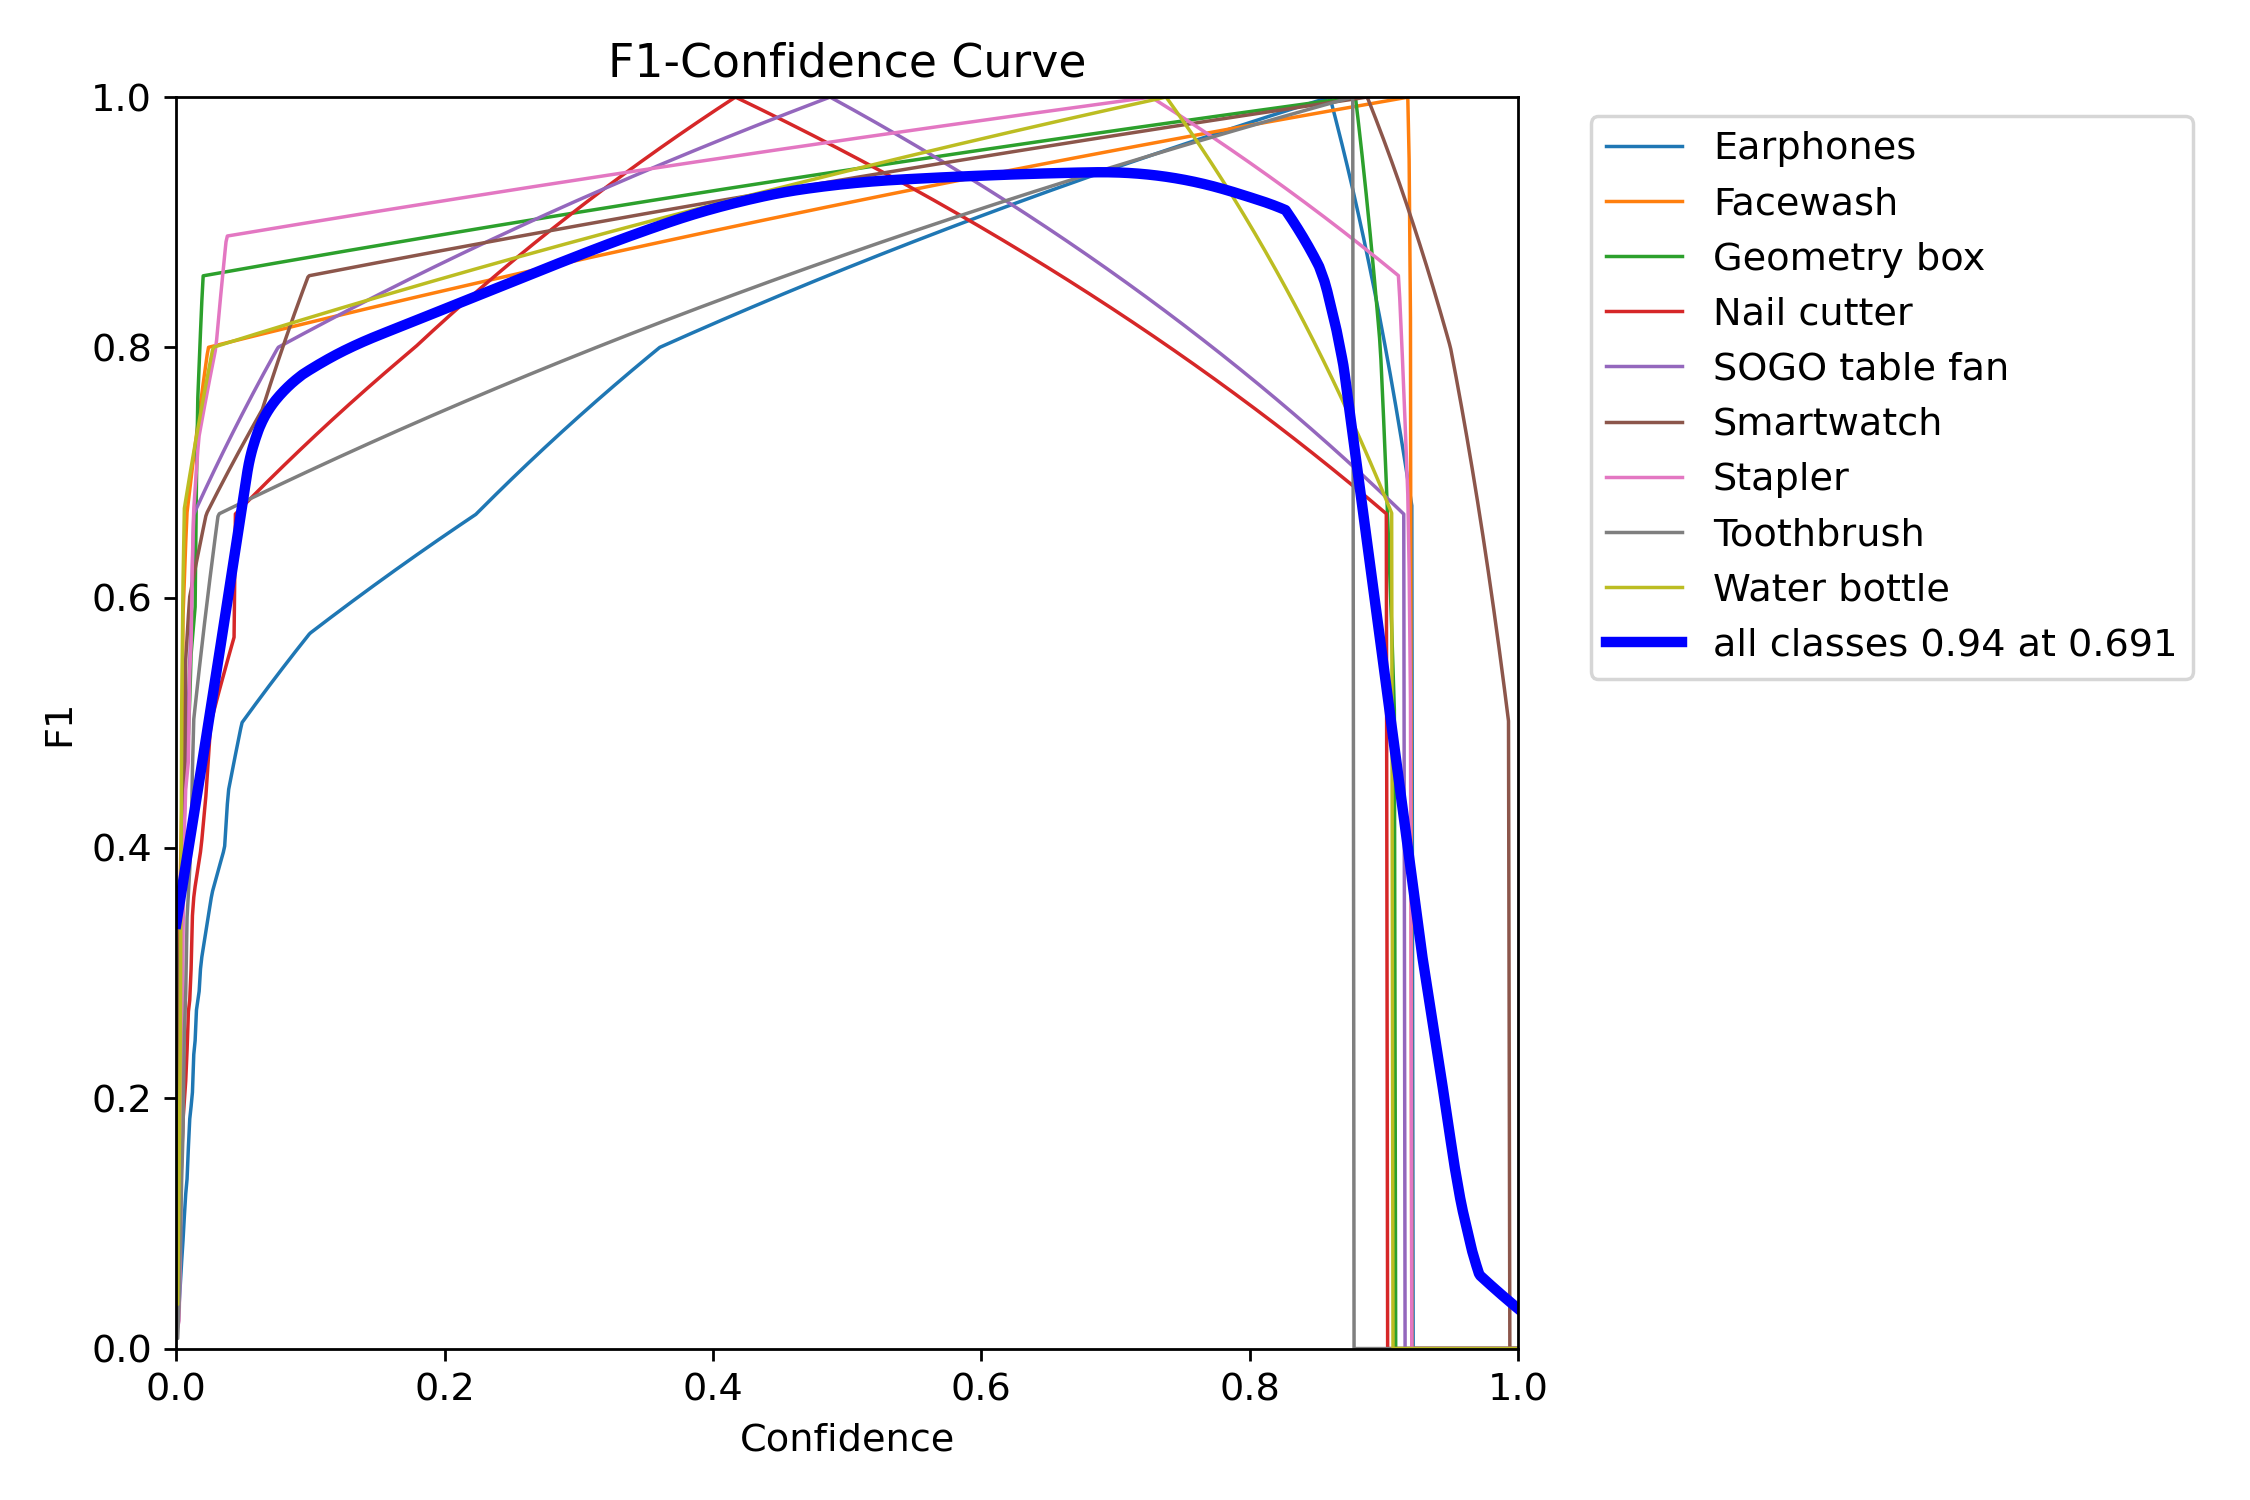 F1-Confidence Curve
1.0
0.8
0.6
0.4
0.2
0.0
F1
0.0 0.2 0.4 0.6 0.8 1.0
Confidence
Earphones
Facewash
Geometry box
Nail cutter
SOGO table fan
Smartwatch
Stapler
Toothbrush
Water bottle
all classes 0.94 at 0.691